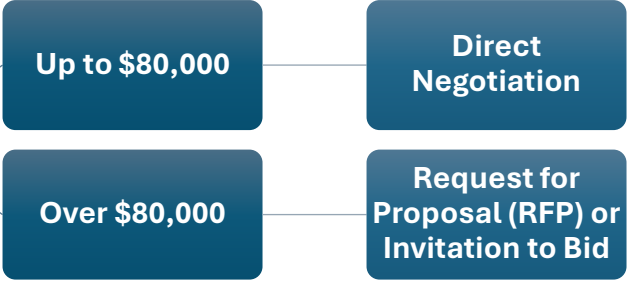 Up to $80,000
Direct
Negotiation
Over $80,000
Request for
Proposal (RFP) or
Invitation to Bid